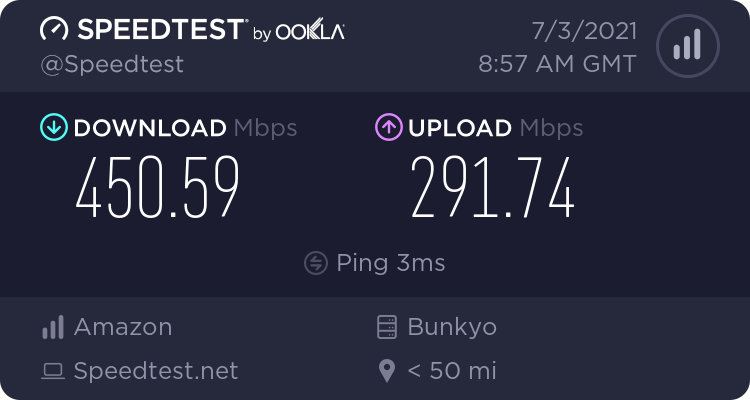 SPEEDTEST® by OOKLA®
7/3/2021
@Speedtest
8:57 AM GMT
DOWNLOAD Mbps
UPLOAD Mbps
450.59
291.74
Ping 3ms
Amazon
Bunkyo
Speedtest.net
< 50 mi